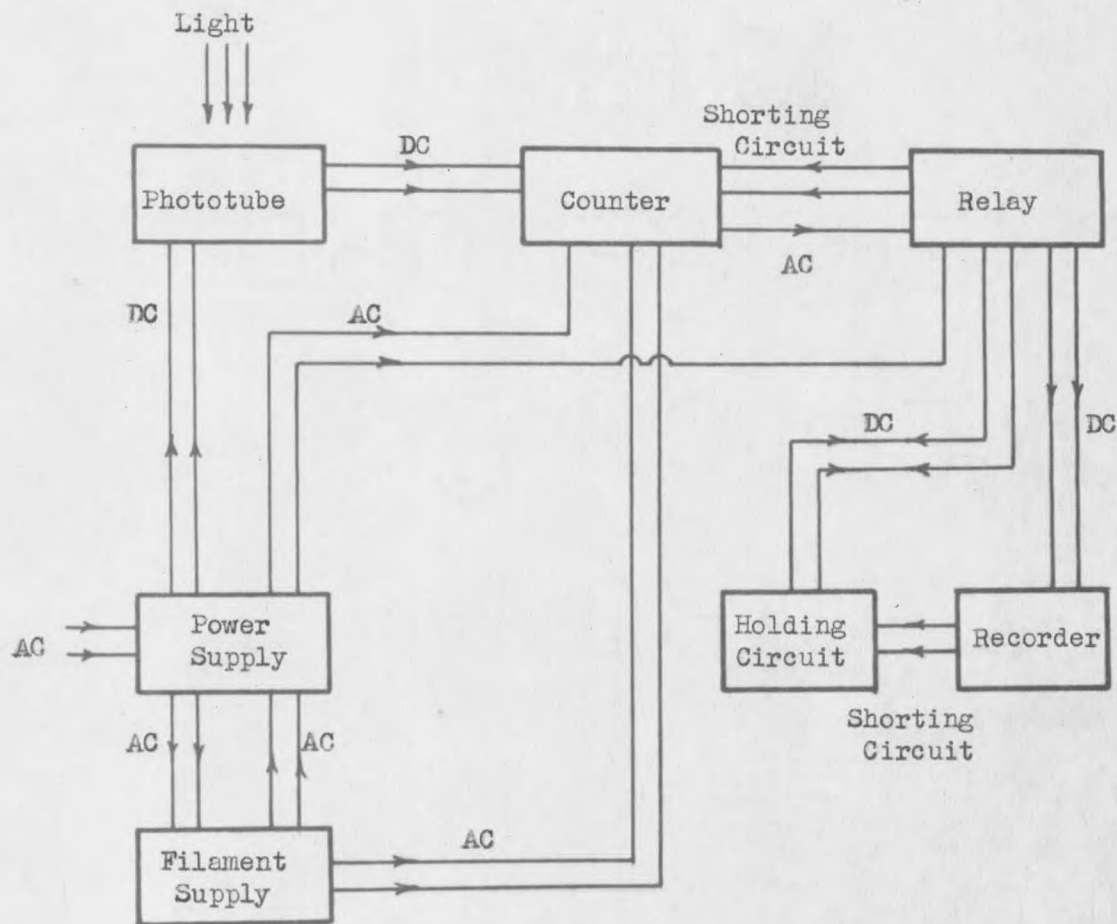 Light
DC
Shorting
Circuit
Phototube
Counter
Relay
AC
DC
AC
DC
DC
Power
Supply
AC
Holding
Circuit
Recorder
Shorting
Circuit
AC
AC
AC
Filament
Supply